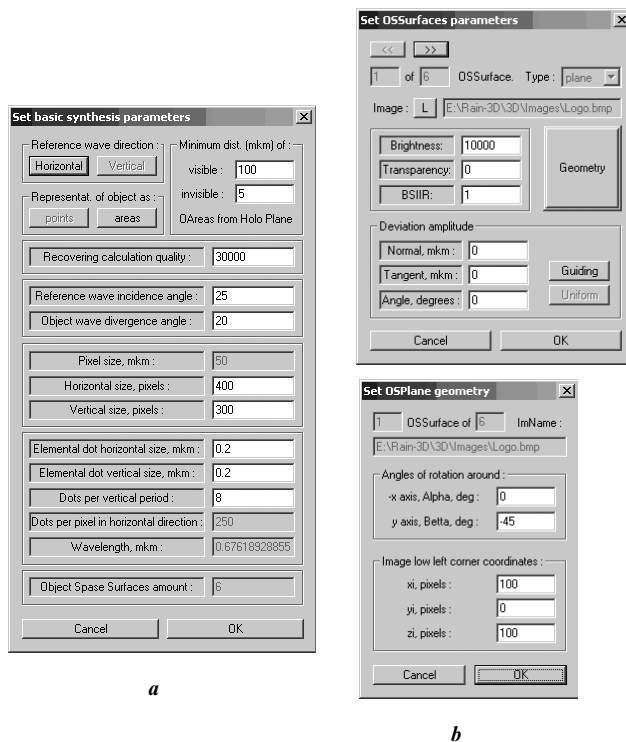 Set basic synthesis parameters
Reference wave direction :
Horizontal Vertical
Representat. of object as :
points areas
Minimum dist. (mkm) of :
visible : 100
invisible : 5
OAreas from Holo Plane
Recovering calculation quality : 30000
Reference wave incidence angle : 25
Object wave divergence angle : 20
Pixel size, mkm : 50
Horizontal size, pixels : 400
Vertical size, pixels : 300
Elemental dot horizontal size, mkm : 0.2
Elemental dot vertical size, mkm : 0.2
Dots per vertical period : 8
Dots per pixel in horizontal direction : 250
Wavelength, mkm : 0.67618928855
Object Spase Surfaces amount : 6
Cancel OK
a
Set OSSurfaces parameters
<< >>
1 of 6 OSSurface. Type : plane
Image : L E:\Rain-3D\3D\Images\Logo.bmp
Brightness: 10000
Transparency: 0
BSIIR: 1
Geometry
Deviation amplitude
Normal, mkm : 0
Tangent, mkm : 0
Angle, degrees : 0
Guiding
Uniform
Cancel OK
Set OSPlane geometry
1 OSSurface of 6 ImName :
E:\Rain-3D\3D\Images\Logo.bmp
Angles of rotation around :
-x axis, Alpha, deg : 0
y axis, Betta, deg : -45
Image low left corner coordinates :
xi, pixels : 100
yi, pixels : 0
zi, pixels : 100
Cancel OK
b